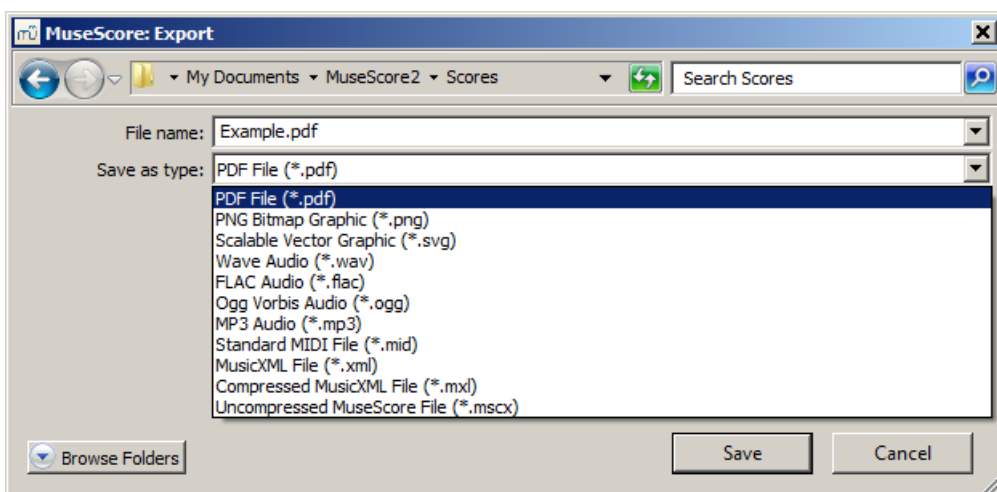 MuseScore: Export
My Documents MuseScore2 Scores Search Scores
File name: Example.pdf
Save as type: PDF File (*.pdf)
PDF File (*.pdf)
PNG Bitmap Graphic (*.png)
Scalable Vector Graphic (*.svg)
Wave Audio (*.wav)
FLAC Audio (*.flac)
Ogg Vorbis Audio (*.ogg)
MP3 Audio (*.mp3)
Standard MIDI File (*.mid)
MusicXML File (*.xml)
Compressed MusicXML File (*.mxl)
Uncompressed MuseScore File (*.mscx)
Browse Folders Save Cancel